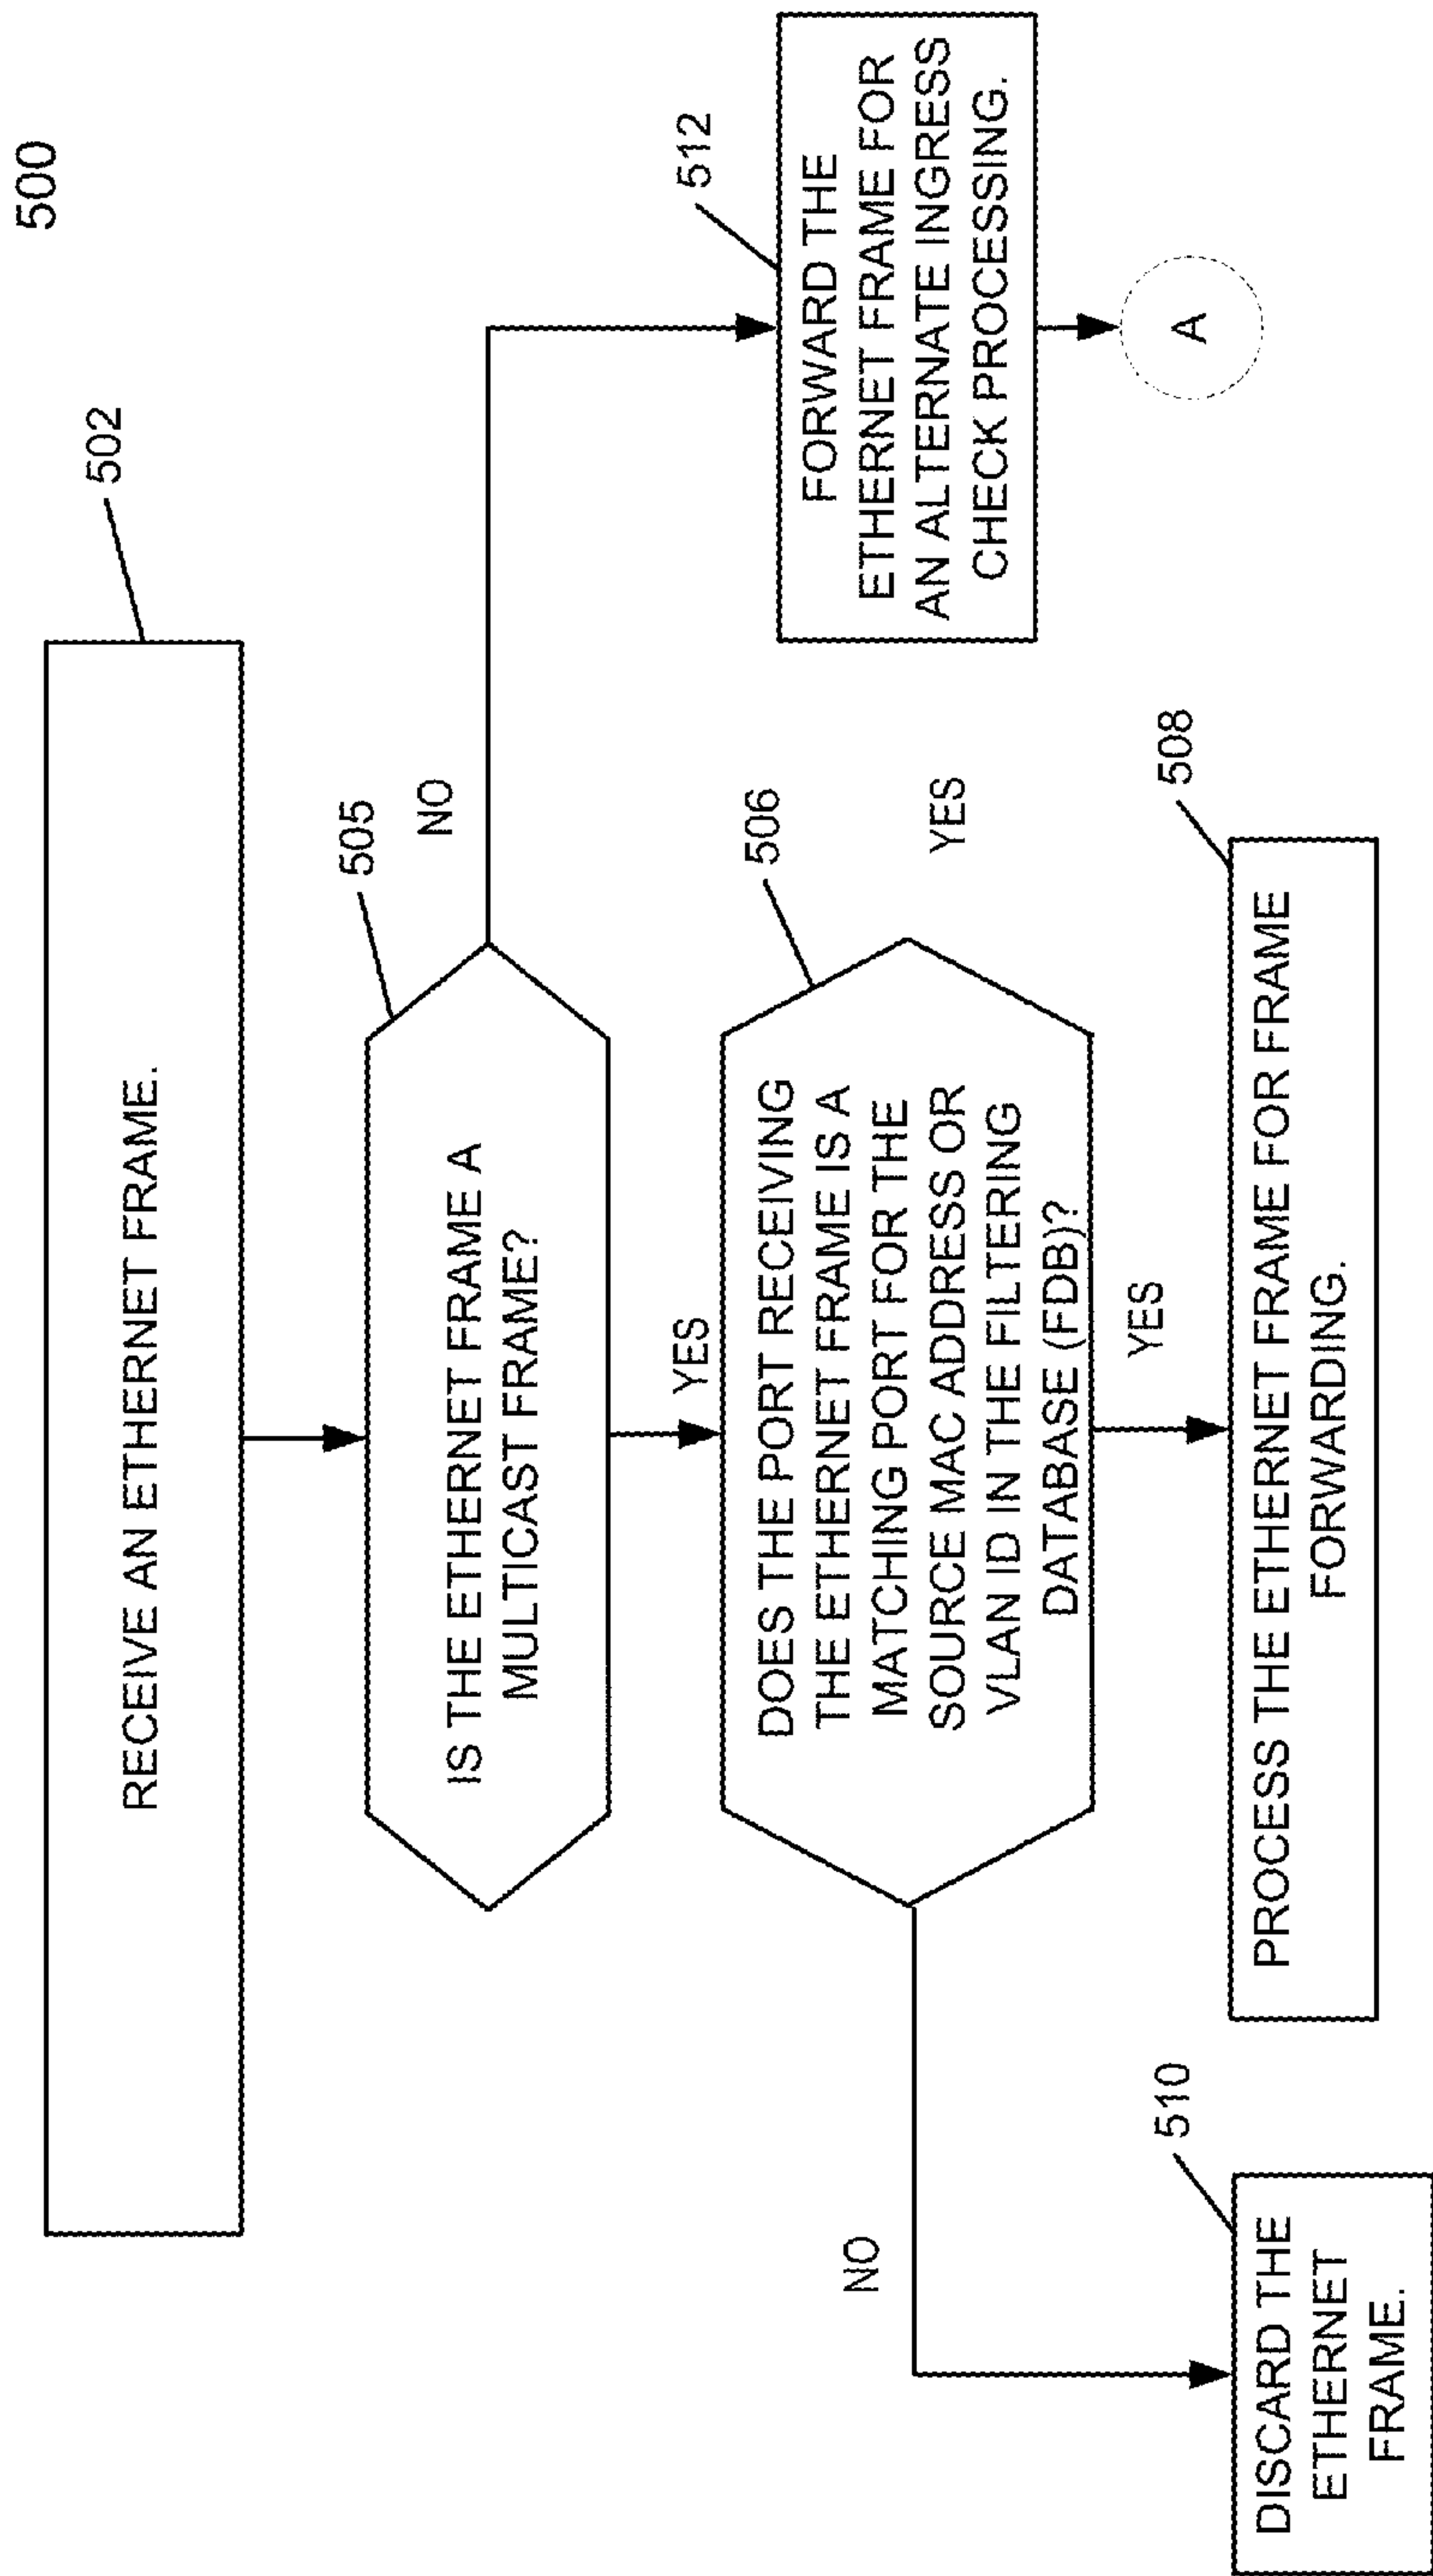 500
502
RECEIVE AN ETHERNET FRAME.
505
IS THE ETHERNET FRAME A
MULTICAST FRAME?
NO
YES
506
DOES THE PORT RECEIVING
THE ETHERNET FRAME IS A
MATCHING PORT FOR THE
SOURCE MAC ADDRESS OR
VLAN ID IN THE FILTERING
DATABASE (FDB)?
YES
NO
YES
512
FORWARD THE
ETHERNET FRAME FOR
AN ALTERNATE INGRESS
CHECK PROCESSING.
A
510
DISCARD THE
ETHERNET
FRAME.
508
PROCESS THE ETHERNET FRAME FOR FRAME
FORWARDING.